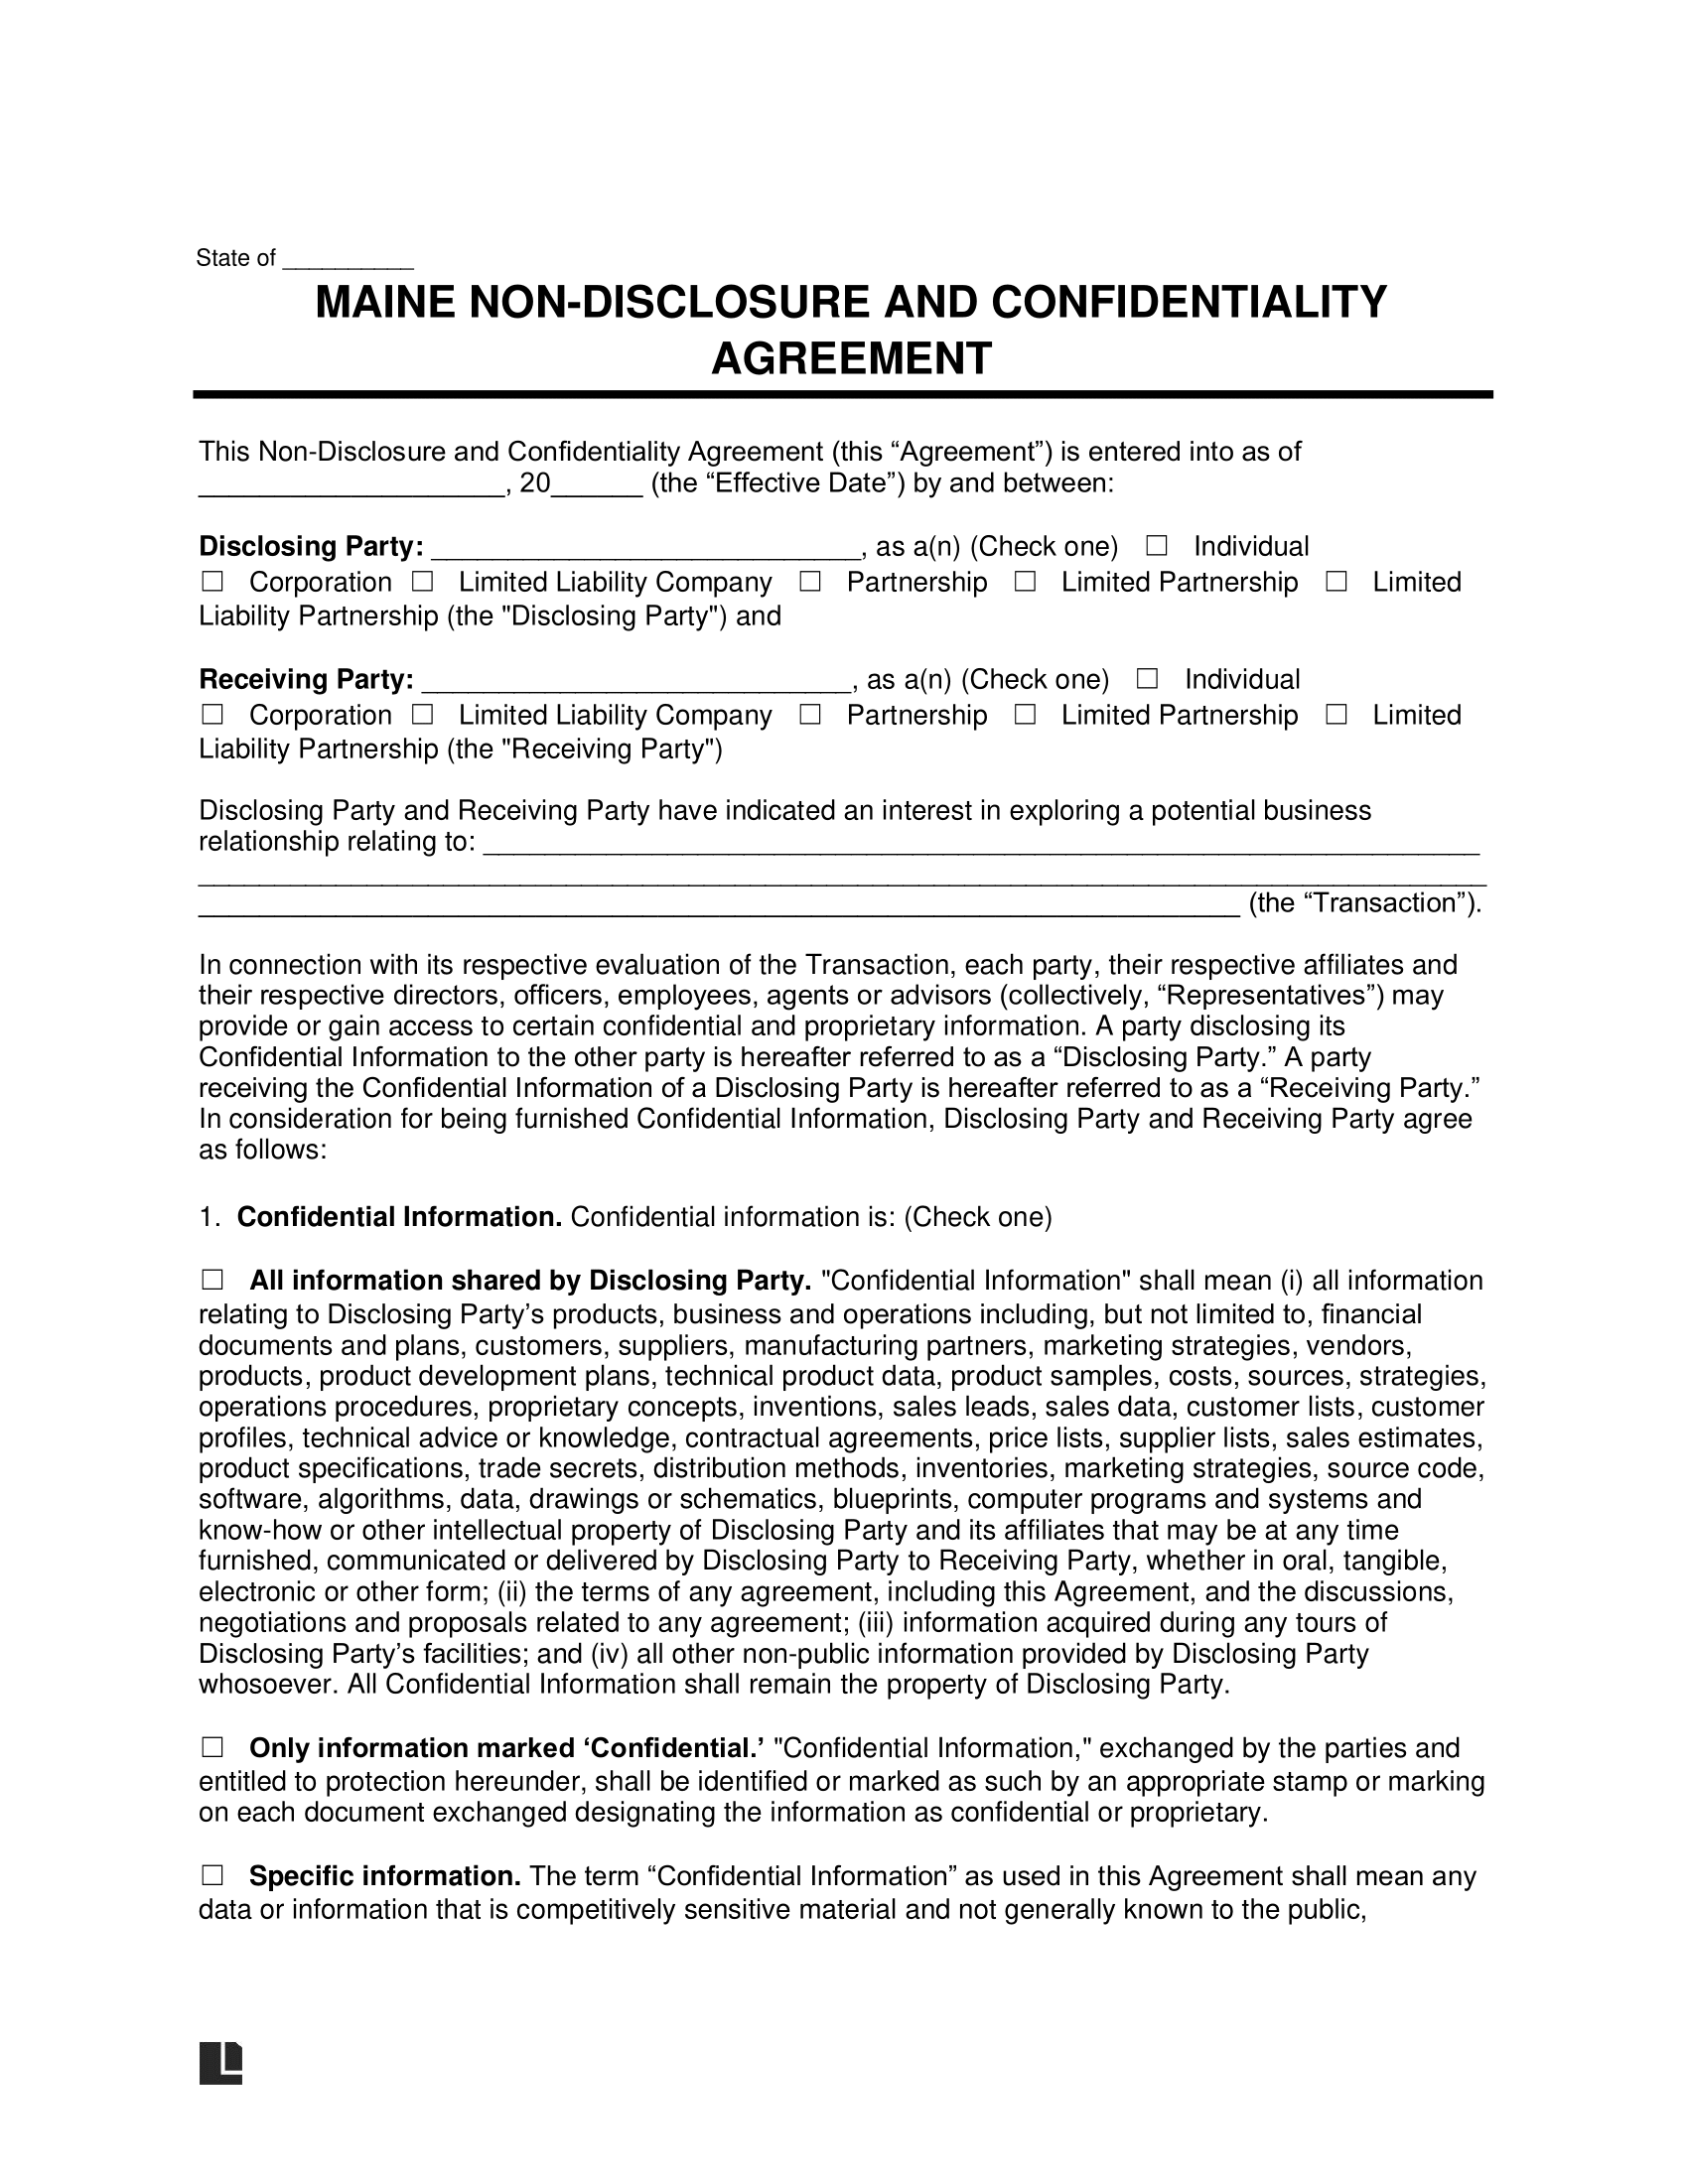 State of __________
MAINE NON-DISCLOSURE AND CONFIDENTIALITY
AGREEMENT
This Non-Disclosure and Confidentiality Agreement (this “Agreement”) is entered into as of
____________________, 20______ (the “Effective Date”) by and between:
Disclosing Party: ____________________________, as a(n) (Check one) ☐ Individual
☐ Corporation ☐ Limited Liability Company ☐ Partnership ☐ Limited Partnership ☐ Limited
Liability Partnership (the "Disclosing Party") and
Receiving Party: ____________________________, as a(n) (Check one) ☐ Individual
☐ Corporation ☐ Limited Liability Company ☐ Partnership ☐ Limited Partnership ☐ Limited
Liability Partnership (the "Receiving Party")
Disclosing Party and Receiving Party have indicated an interest in exploring a potential business
relationship relating to: _________________________________________________________________
____________________________________________________________________________________
____________________________________________________________________ (the “Transaction”).
In connection with its respective evaluation of the Transaction, each party, their respective affiliates and
their respective directors, officers, employees, agents or advisors (collectively, “Representatives”) may
provide or gain access to certain confidential and proprietary information. A party disclosing its
Confidential Information to the other party is hereafter referred to as a “Disclosing Party.” A party
receiving the Confidential Information of a Disclosing Party is hereafter referred to as a “Receiving Party.”
In consideration for being furnished Confidential Information, Disclosing Party and Receiving Party agree
as follows:
1. Confidential Information. Confidential information is: (Check one)
☐ All information shared by Disclosing Party. "Confidential Information" shall mean (i) all information
relating to Disclosing Party’s products, business and operations including, but not limited to, financial
documents and plans, customers, suppliers, manufacturing partners, marketing strategies, vendors,
products, product development plans, technical product data, product samples, costs, sources, strategies,
operations procedures, proprietary concepts, inventions, sales leads, sales data, customer lists, customer
profiles, technical advice or knowledge, contractual agreements, price lists, supplier lists, sales estimates,
product specifications, trade secrets, distribution methods, inventories, marketing strategies, source code,
software, algorithms, data, drawings or schematics, blueprints, computer programs and systems and
know-how or other intellectual property of Disclosing Party and its affiliates that may be at any time
furnished, communicated or delivered by Disclosing Party to Receiving Party, whether in oral, tangible,
electronic or other form; (ii) the terms of any agreement, including this Agreement, and the discussions,
negotiations and proposals related to any agreement; (iii) information acquired during any tours of
Disclosing Party’s facilities; and (iv) all other non-public information provided by Disclosing Party
whosoever. All Confidential Information shall remain the property of Disclosing Party.
☐ Only information marked ‘Confidential.’ "Confidential Information," exchanged by the parties and
entitled to protection hereunder, shall be identified or marked as such by an appropriate stamp or marking
on each document exchanged designating the information as confidential or proprietary.
☐ Specific information. The term “Confidential Information” as used in this Agreement shall mean any
data or information that is competitively sensitive material and not generally known to the public,